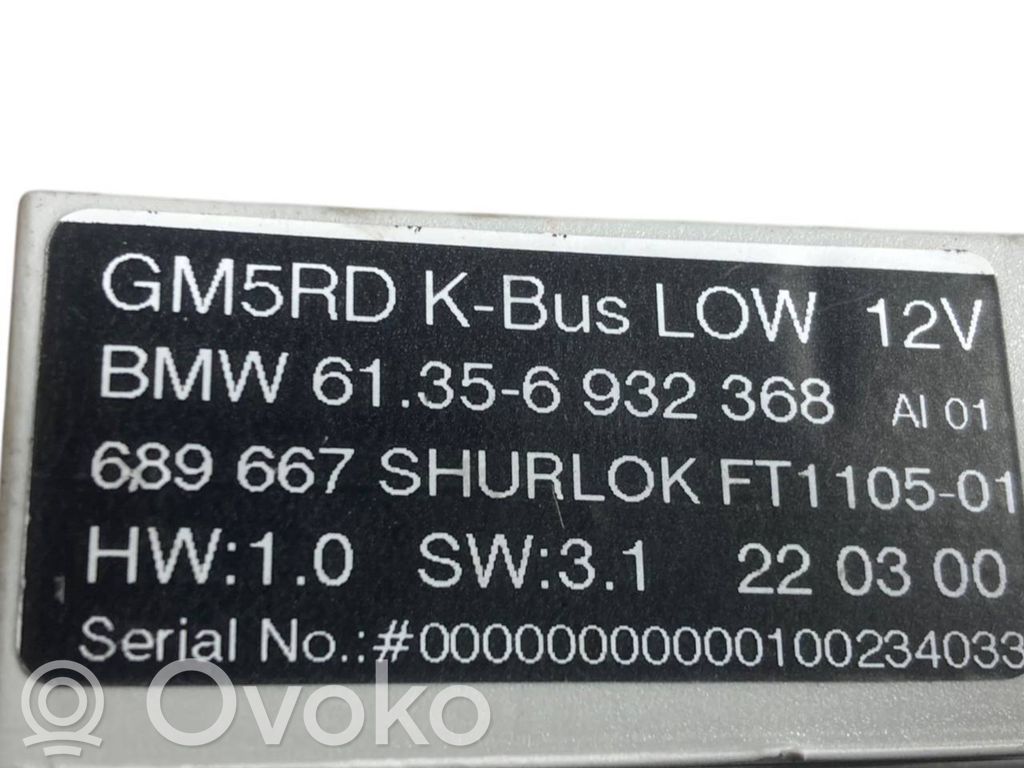 GM5RD K-Bus LOW 12V
BMW 61.35-6 932 368 AI 01
689 667 SHURLOK FT1105-01
HW:1.0 SW:3.1 22 03 00
Serial No.:#000000000000100234033
Ovoko